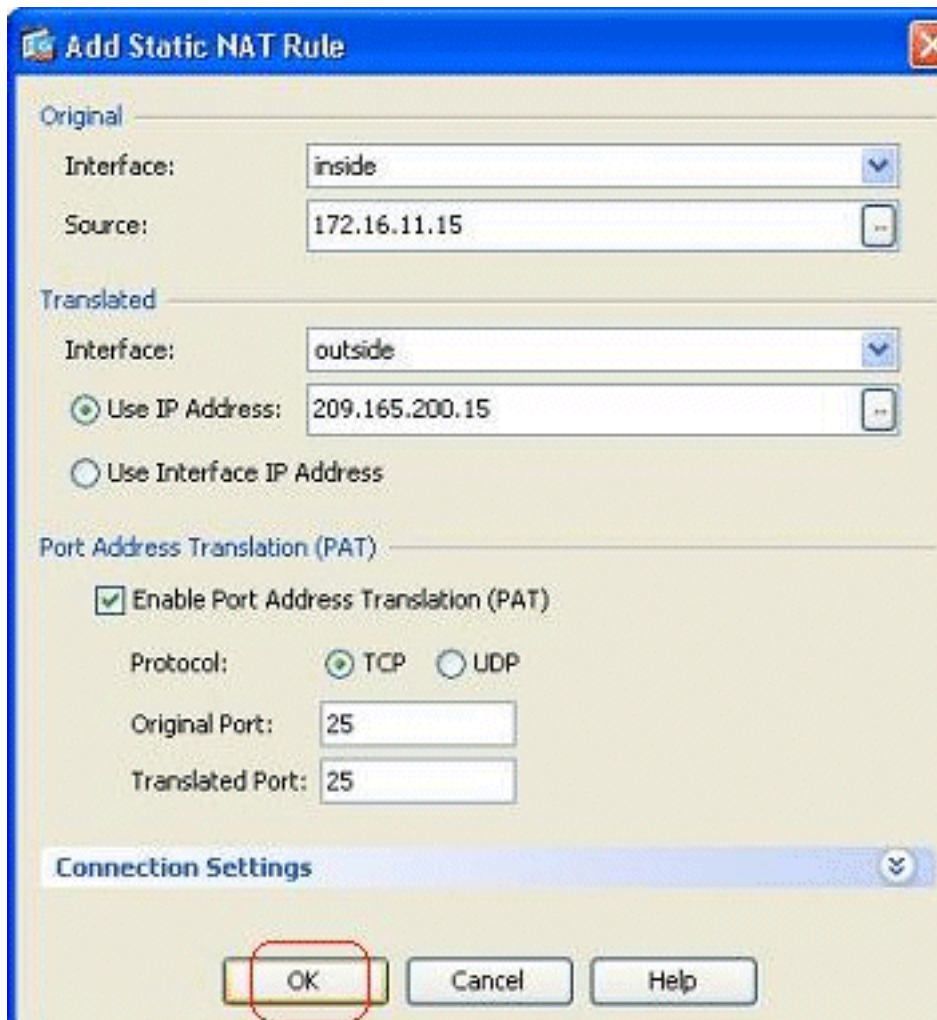 Add Static NAT Rule
Original
Interface: inside
Source: 172.16.11.15 ...
Translated
Interface: outside
Use IP Address: 209.165.200.15 ...
Use Interface IP Address
Port Address Translation (PAT)
Enable Port Address Translation (PAT)
Protocol: TCP UDP
Original Port: 25
Translated Port: 25
Connection Settings
OK Cancel Help